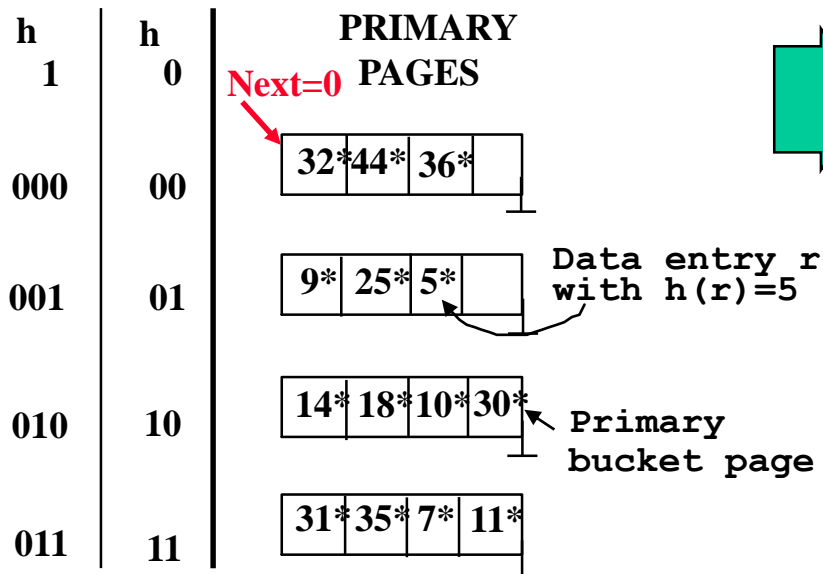 h h PRIMARY
1 0 Next=0 PAGES
000 00 32* 44* 36*
001 01 9* 25* 5* Data entry r
with h(r)=5
010 10 14* 18* 10* 30* Primary
bucket page
011 11 31* 35* 7* 11*